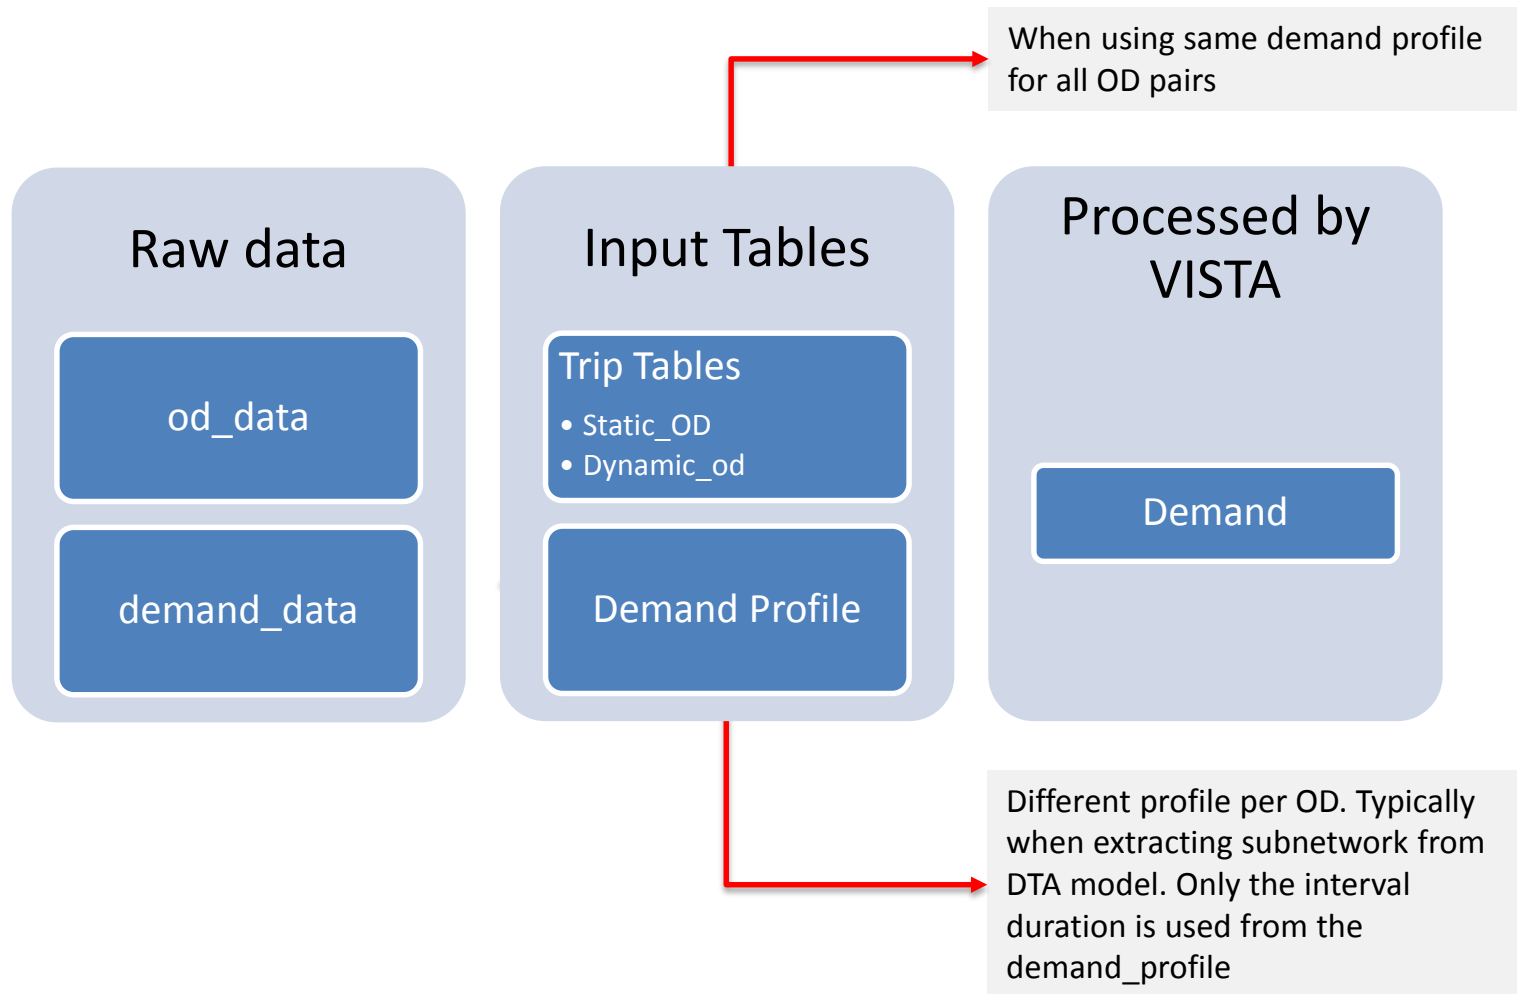 When using same demand profile
for all OD pairs
Raw data
od_data
demand_data
Input Tables
Trip Tables
• Static_OD
• Dynamic_od
Demand Profile
Processed by
VISTA
Demand
Different profile per OD. Typically
when extracting subnetwork from
DTA model. Only the interval
duration is used from the
demand_profile